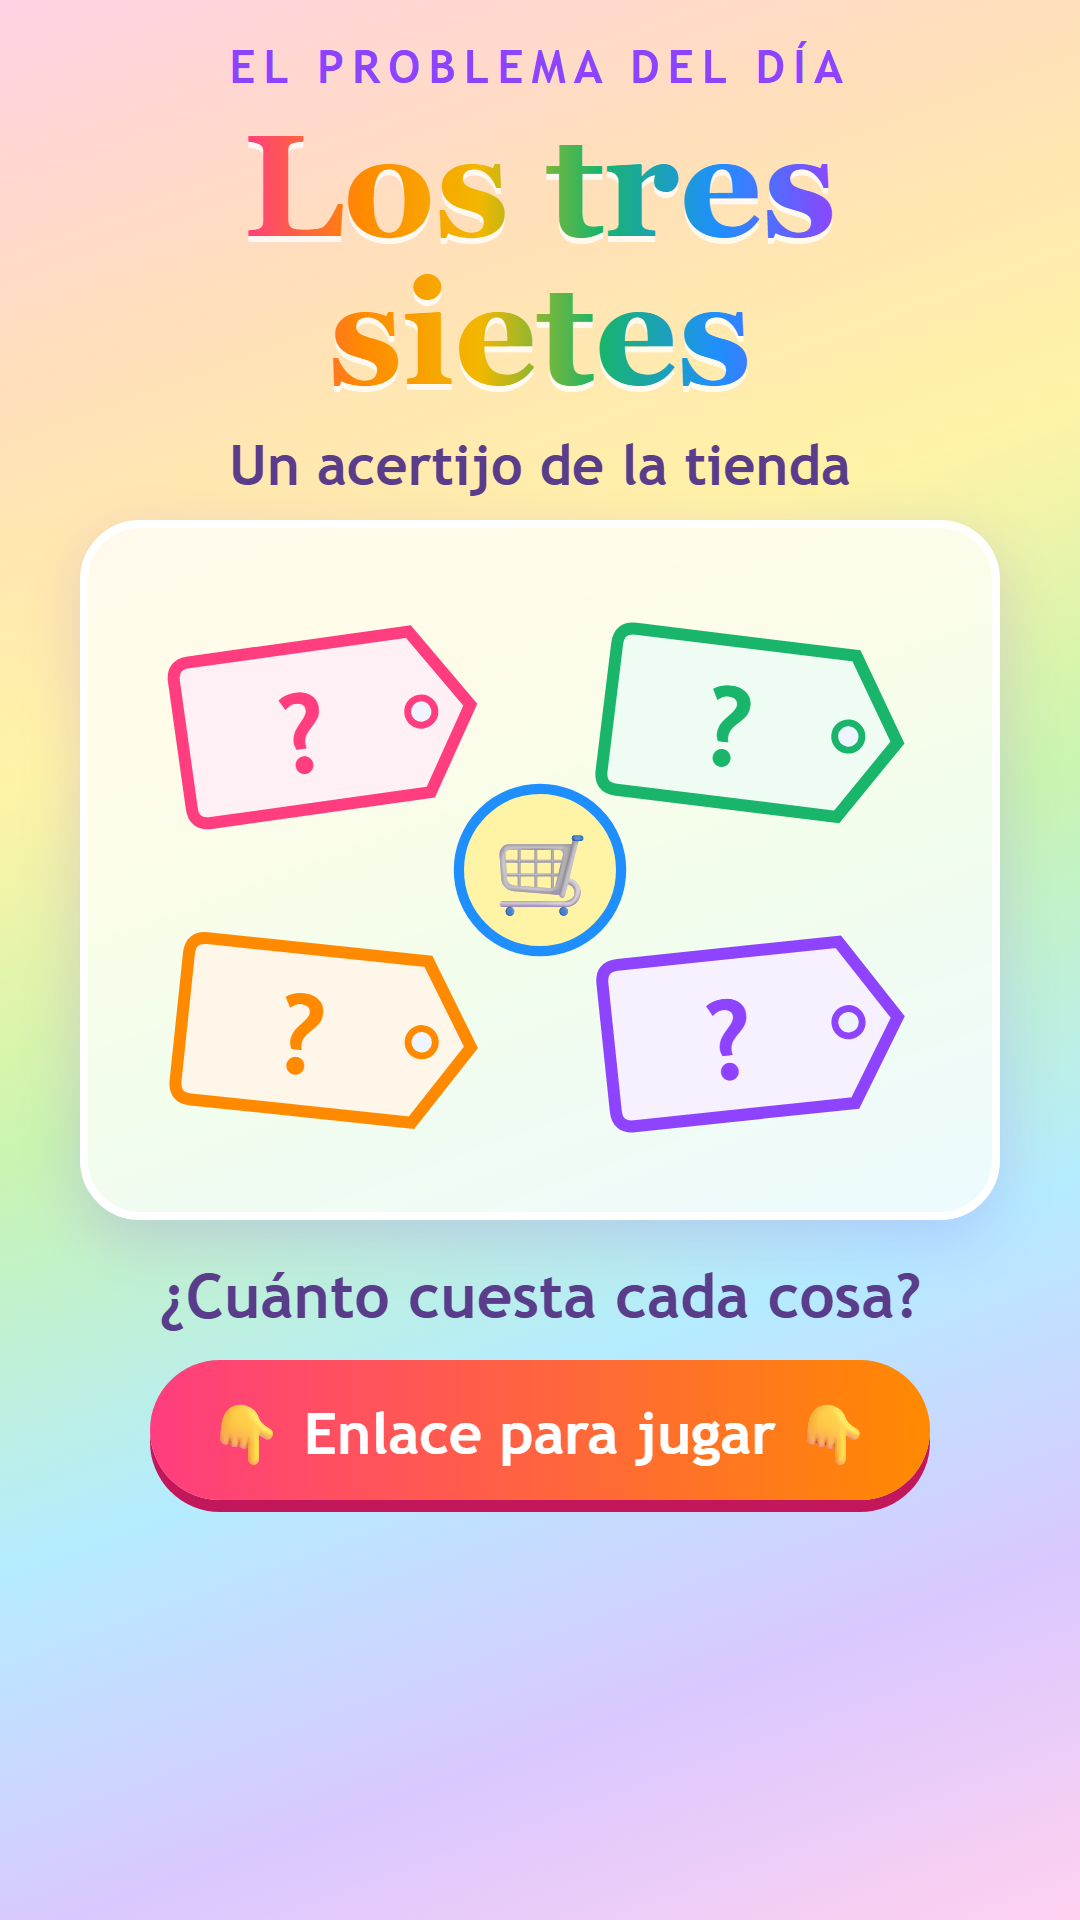 EL PROBLEMA DEL DÍA
Los tres
sietes
Un acertijo de la tienda
? ?
? ?
¿Cuánto cuesta cada cosa?
👇 Enlace para jugar 👇